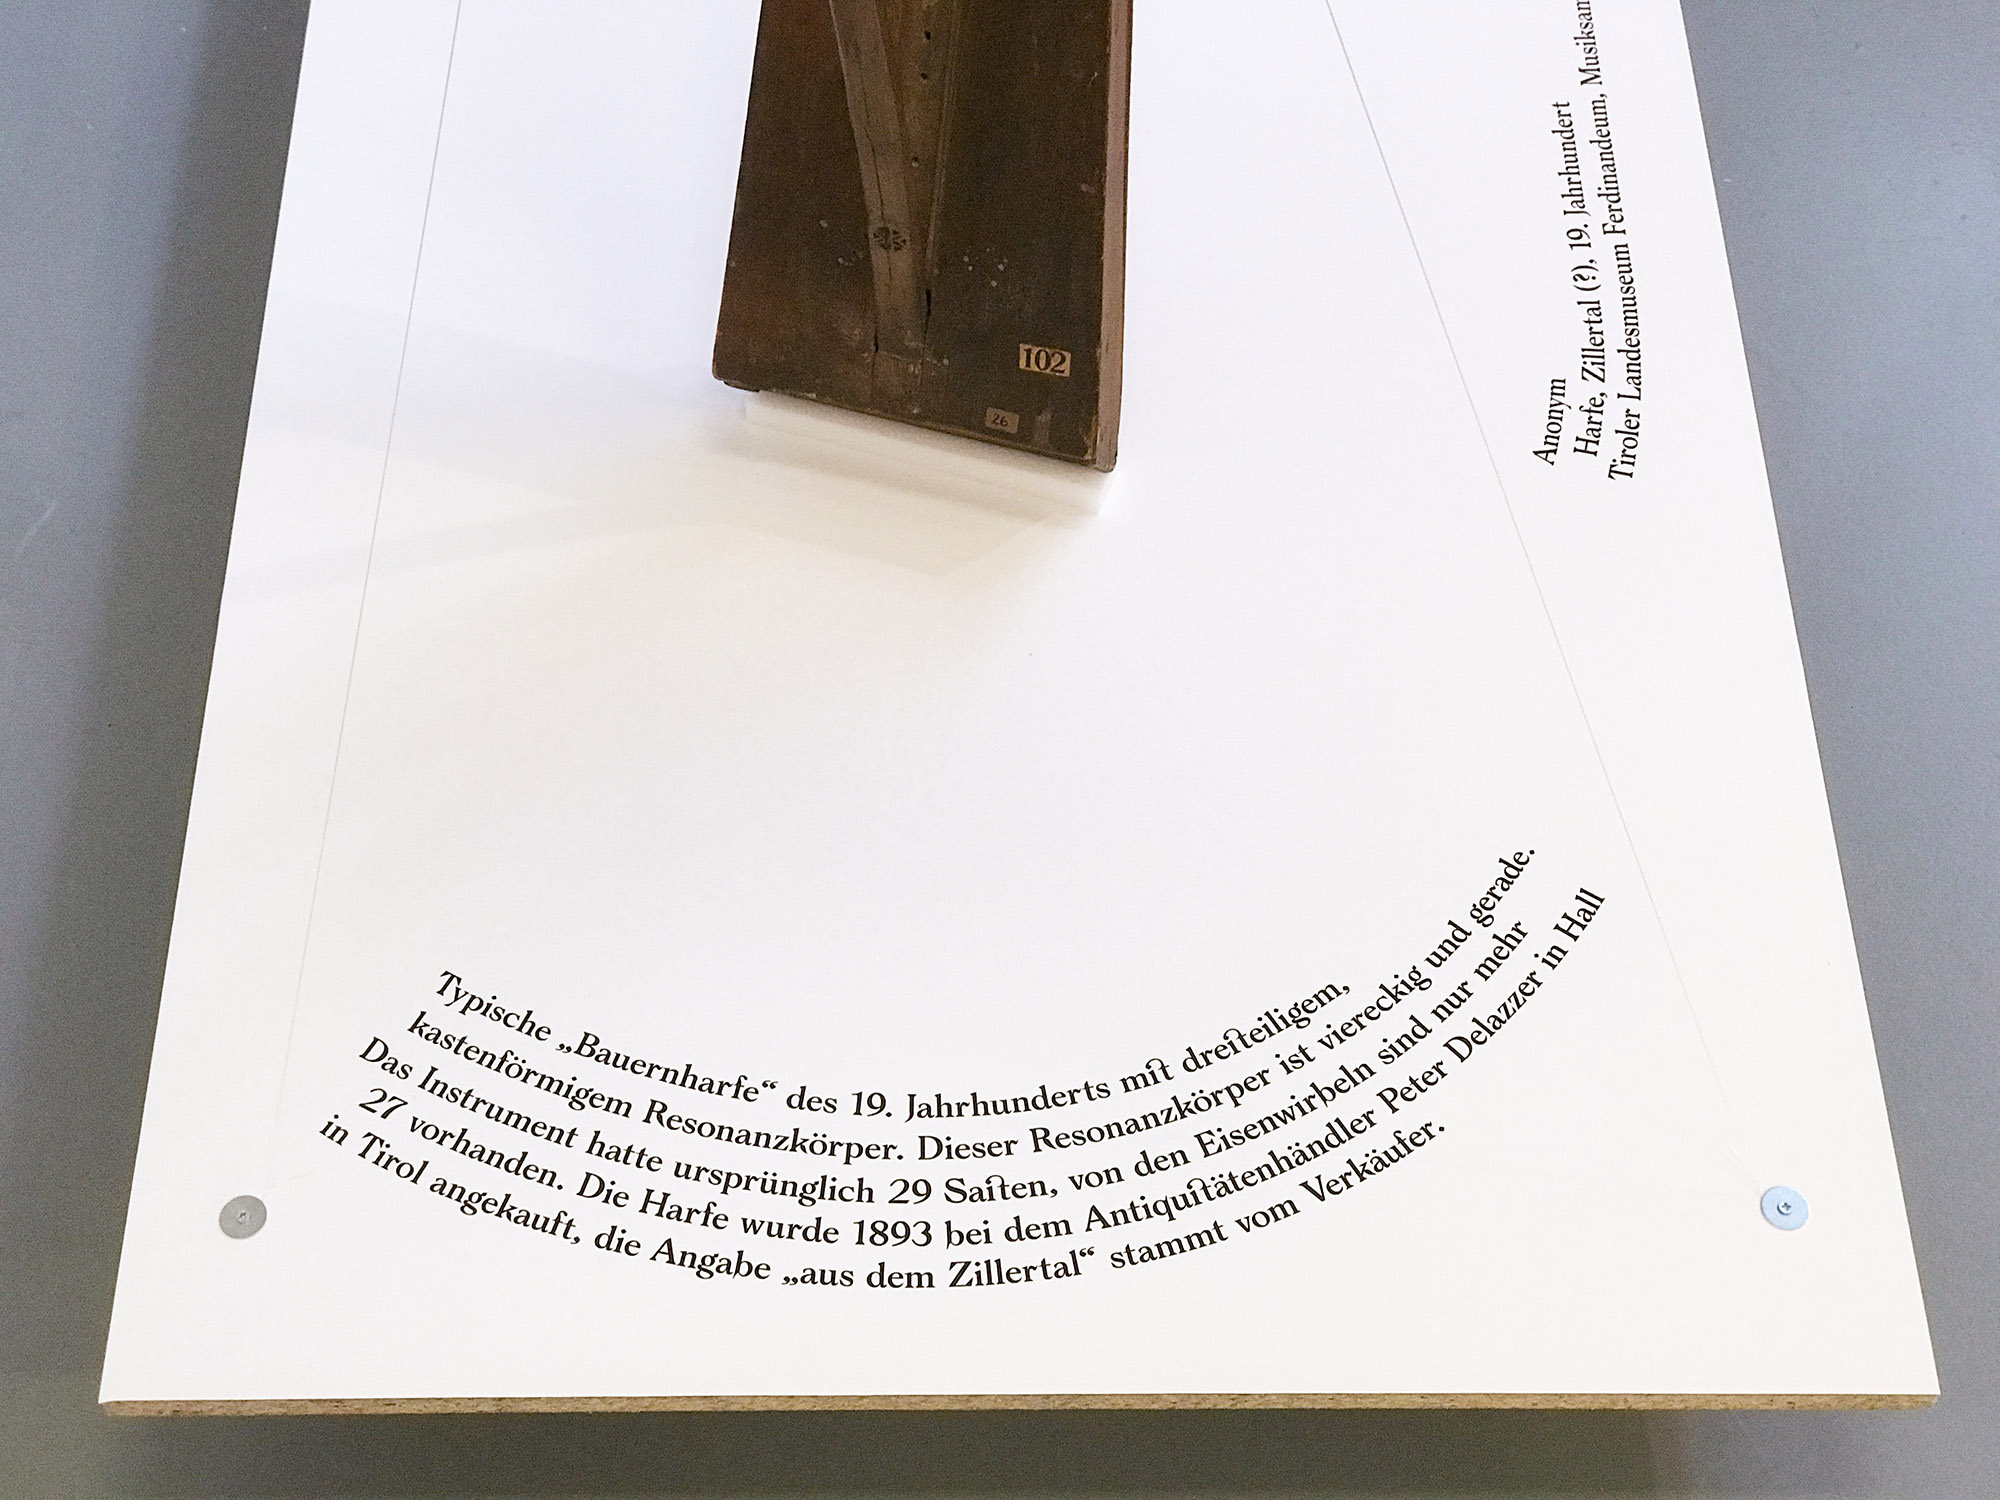 102
26
Anonym
Harfe, Zillertal (?), 19. Jahrhundert
Tiroler Landesmuseum Ferdinandeum,
Typische „Bauernharfe“ des 19. Jahrhunderts mit dreiteiligem,
kastenförmigem Resonanzkörper. Dieser Resonanzkörper ist viereckig und gerade.
Das Instrument hatte ursprünglich 29 Saiten, von den Eisenwirbeln sind nur mehr
27 vorhanden. Die Harfe wurde 1893 bei dem Antiquitätenhändler Peter Delazzer in Hall
in Tirol angekauft, die Angabe „aus dem Zillertal“ stammt vom Verkäufer.